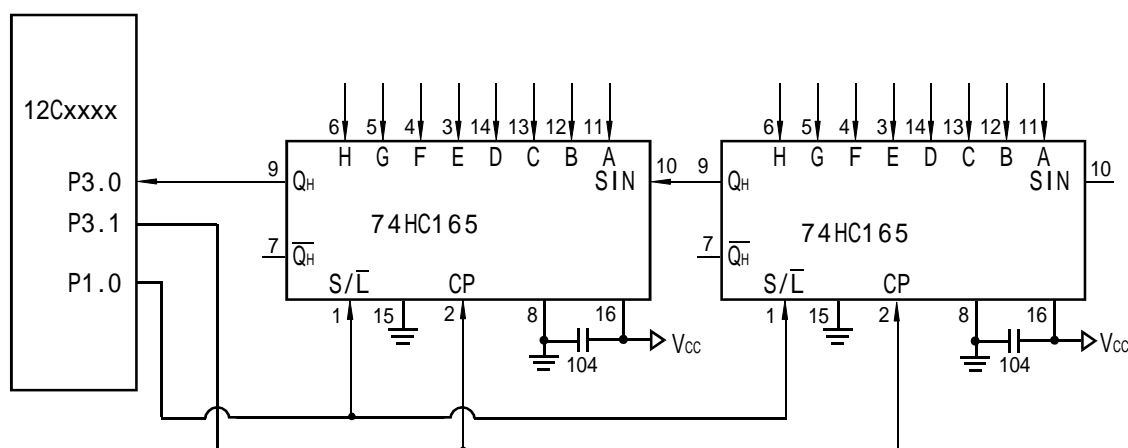 12Cxxxx
P3.0
P3.1
P1.0
6 5 4 3 14 13 12 11
H G F E D C B A
9 QH SIN 10
74HC165
7 Q̅H̅
S/L̅ CP
1 15 2 8 16
104 VCC
6 5 4 3 14 13 12 11
H G F E D C B A
9 QH SIN 10
74HC165
7 Q̅H̅
S/L̅ CP
1 15 2 8 16
104 VCC